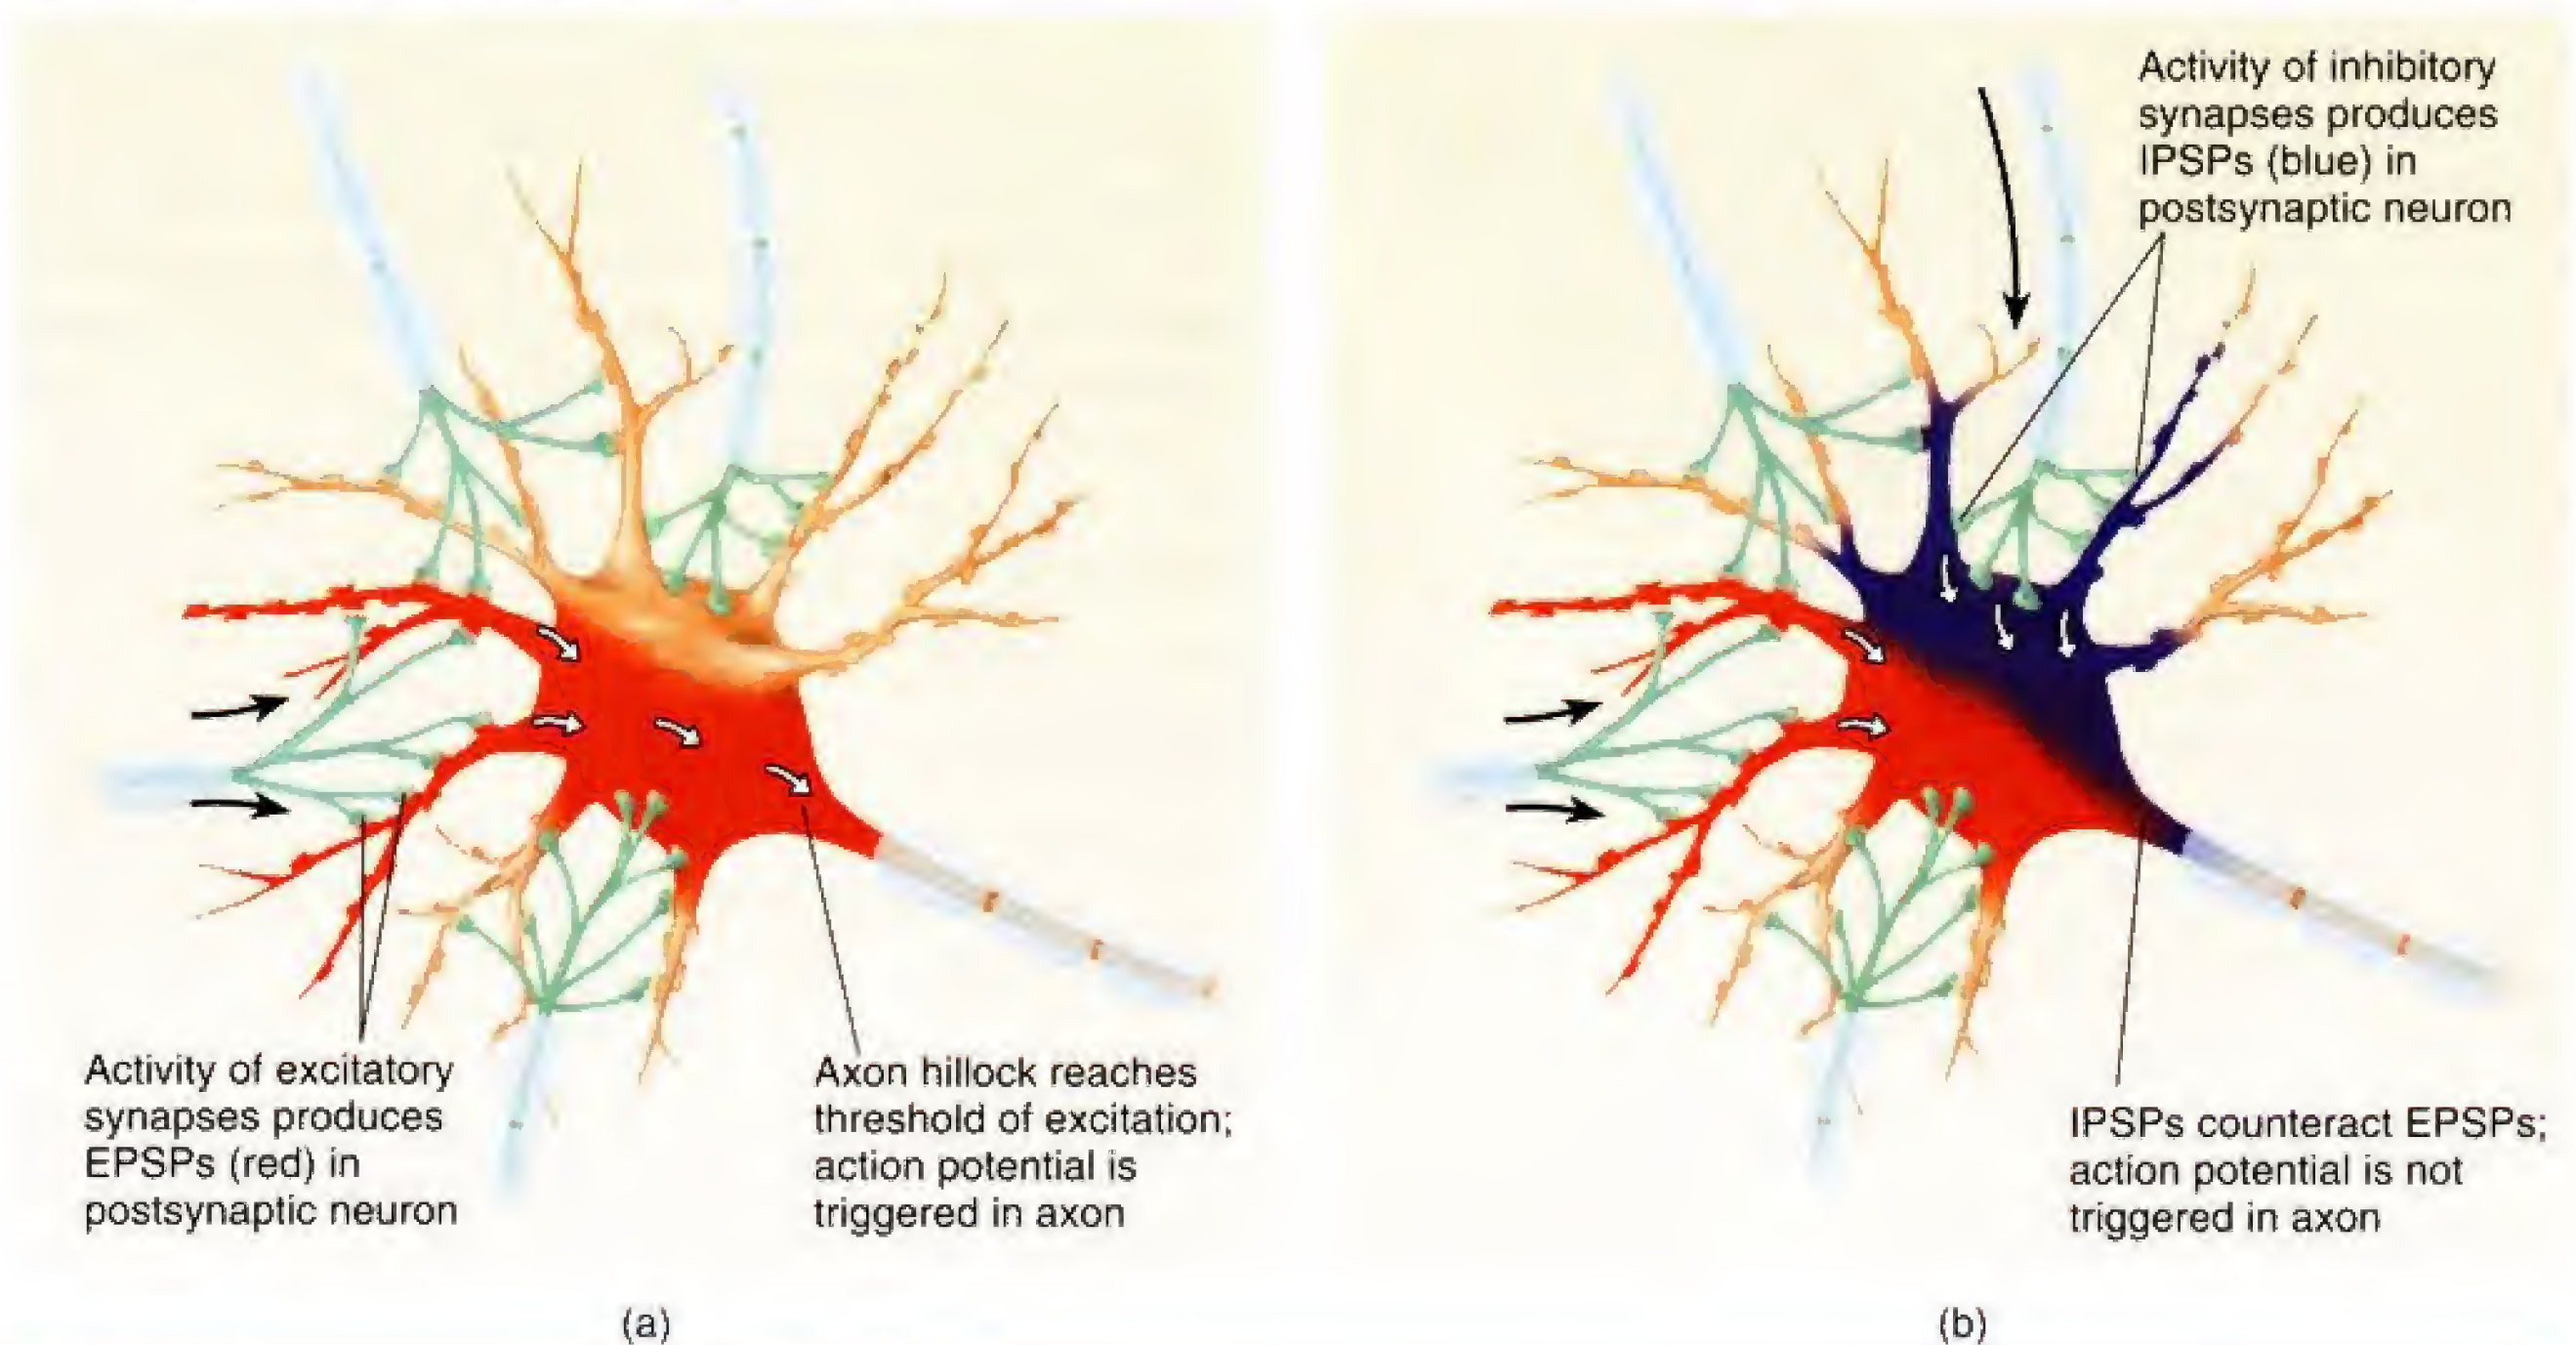 Activity of excitatory
synapses produces
EPSPs (red) in
postsynaptic neuron
Axon hillock reaches
threshold of excitation;
action potential is
triggered in axon
(a)
Activity of inhibitory
synapses produces
IPSPs (blue) in
postsynaptic neuron
IPSPs counteract EPSPs;
action potential is not
triggered in axon
(b)